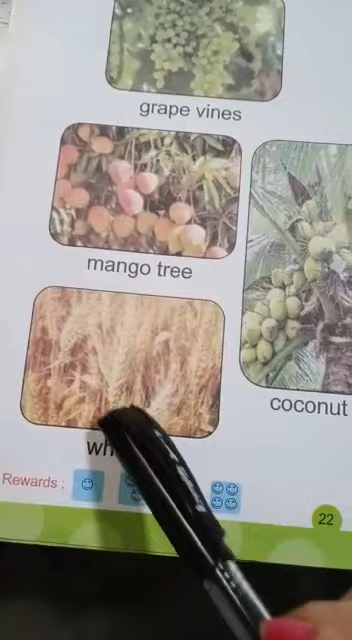 grape vines
mango tree
coconut
wh
Rewards :
22